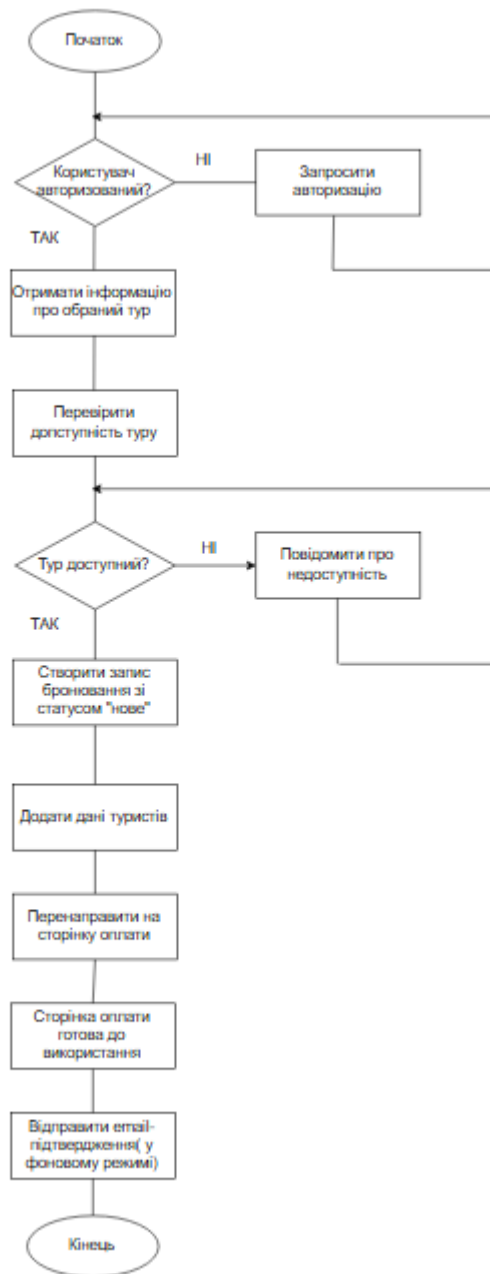 Початок
Користувач
авторизований?
НІ
Запросити
авторизацію
ТАК
Отримати інформацію
про обраний тур
Перевірити
допступність туру
Тур доступний?
НІ
Повідомити про
недоступність
ТАК
Створити запис
бронювання зі
статусом "нове"
Додати дані туристів
Перенаправити на
сторінку оплати
Сторінка оплати
готова до
використання
Відправити email-
підтвердження( у
фоновому режимі)
Кінець